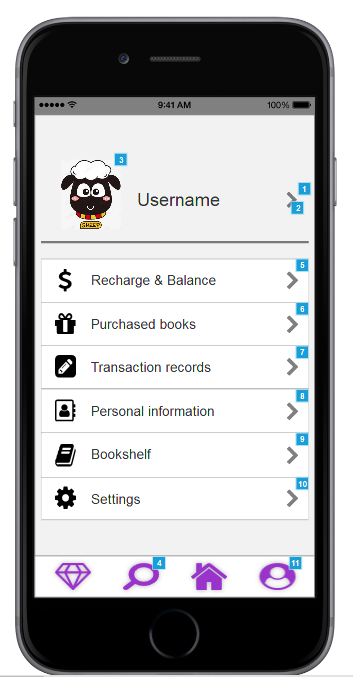 9:41 AM 100%
3
SHEEP
Username
1
2
5
$ Recharge & Balance
6
Purchased books
7
Transaction records
8
Personal information
9
Bookshelf
10
Settings
4
11